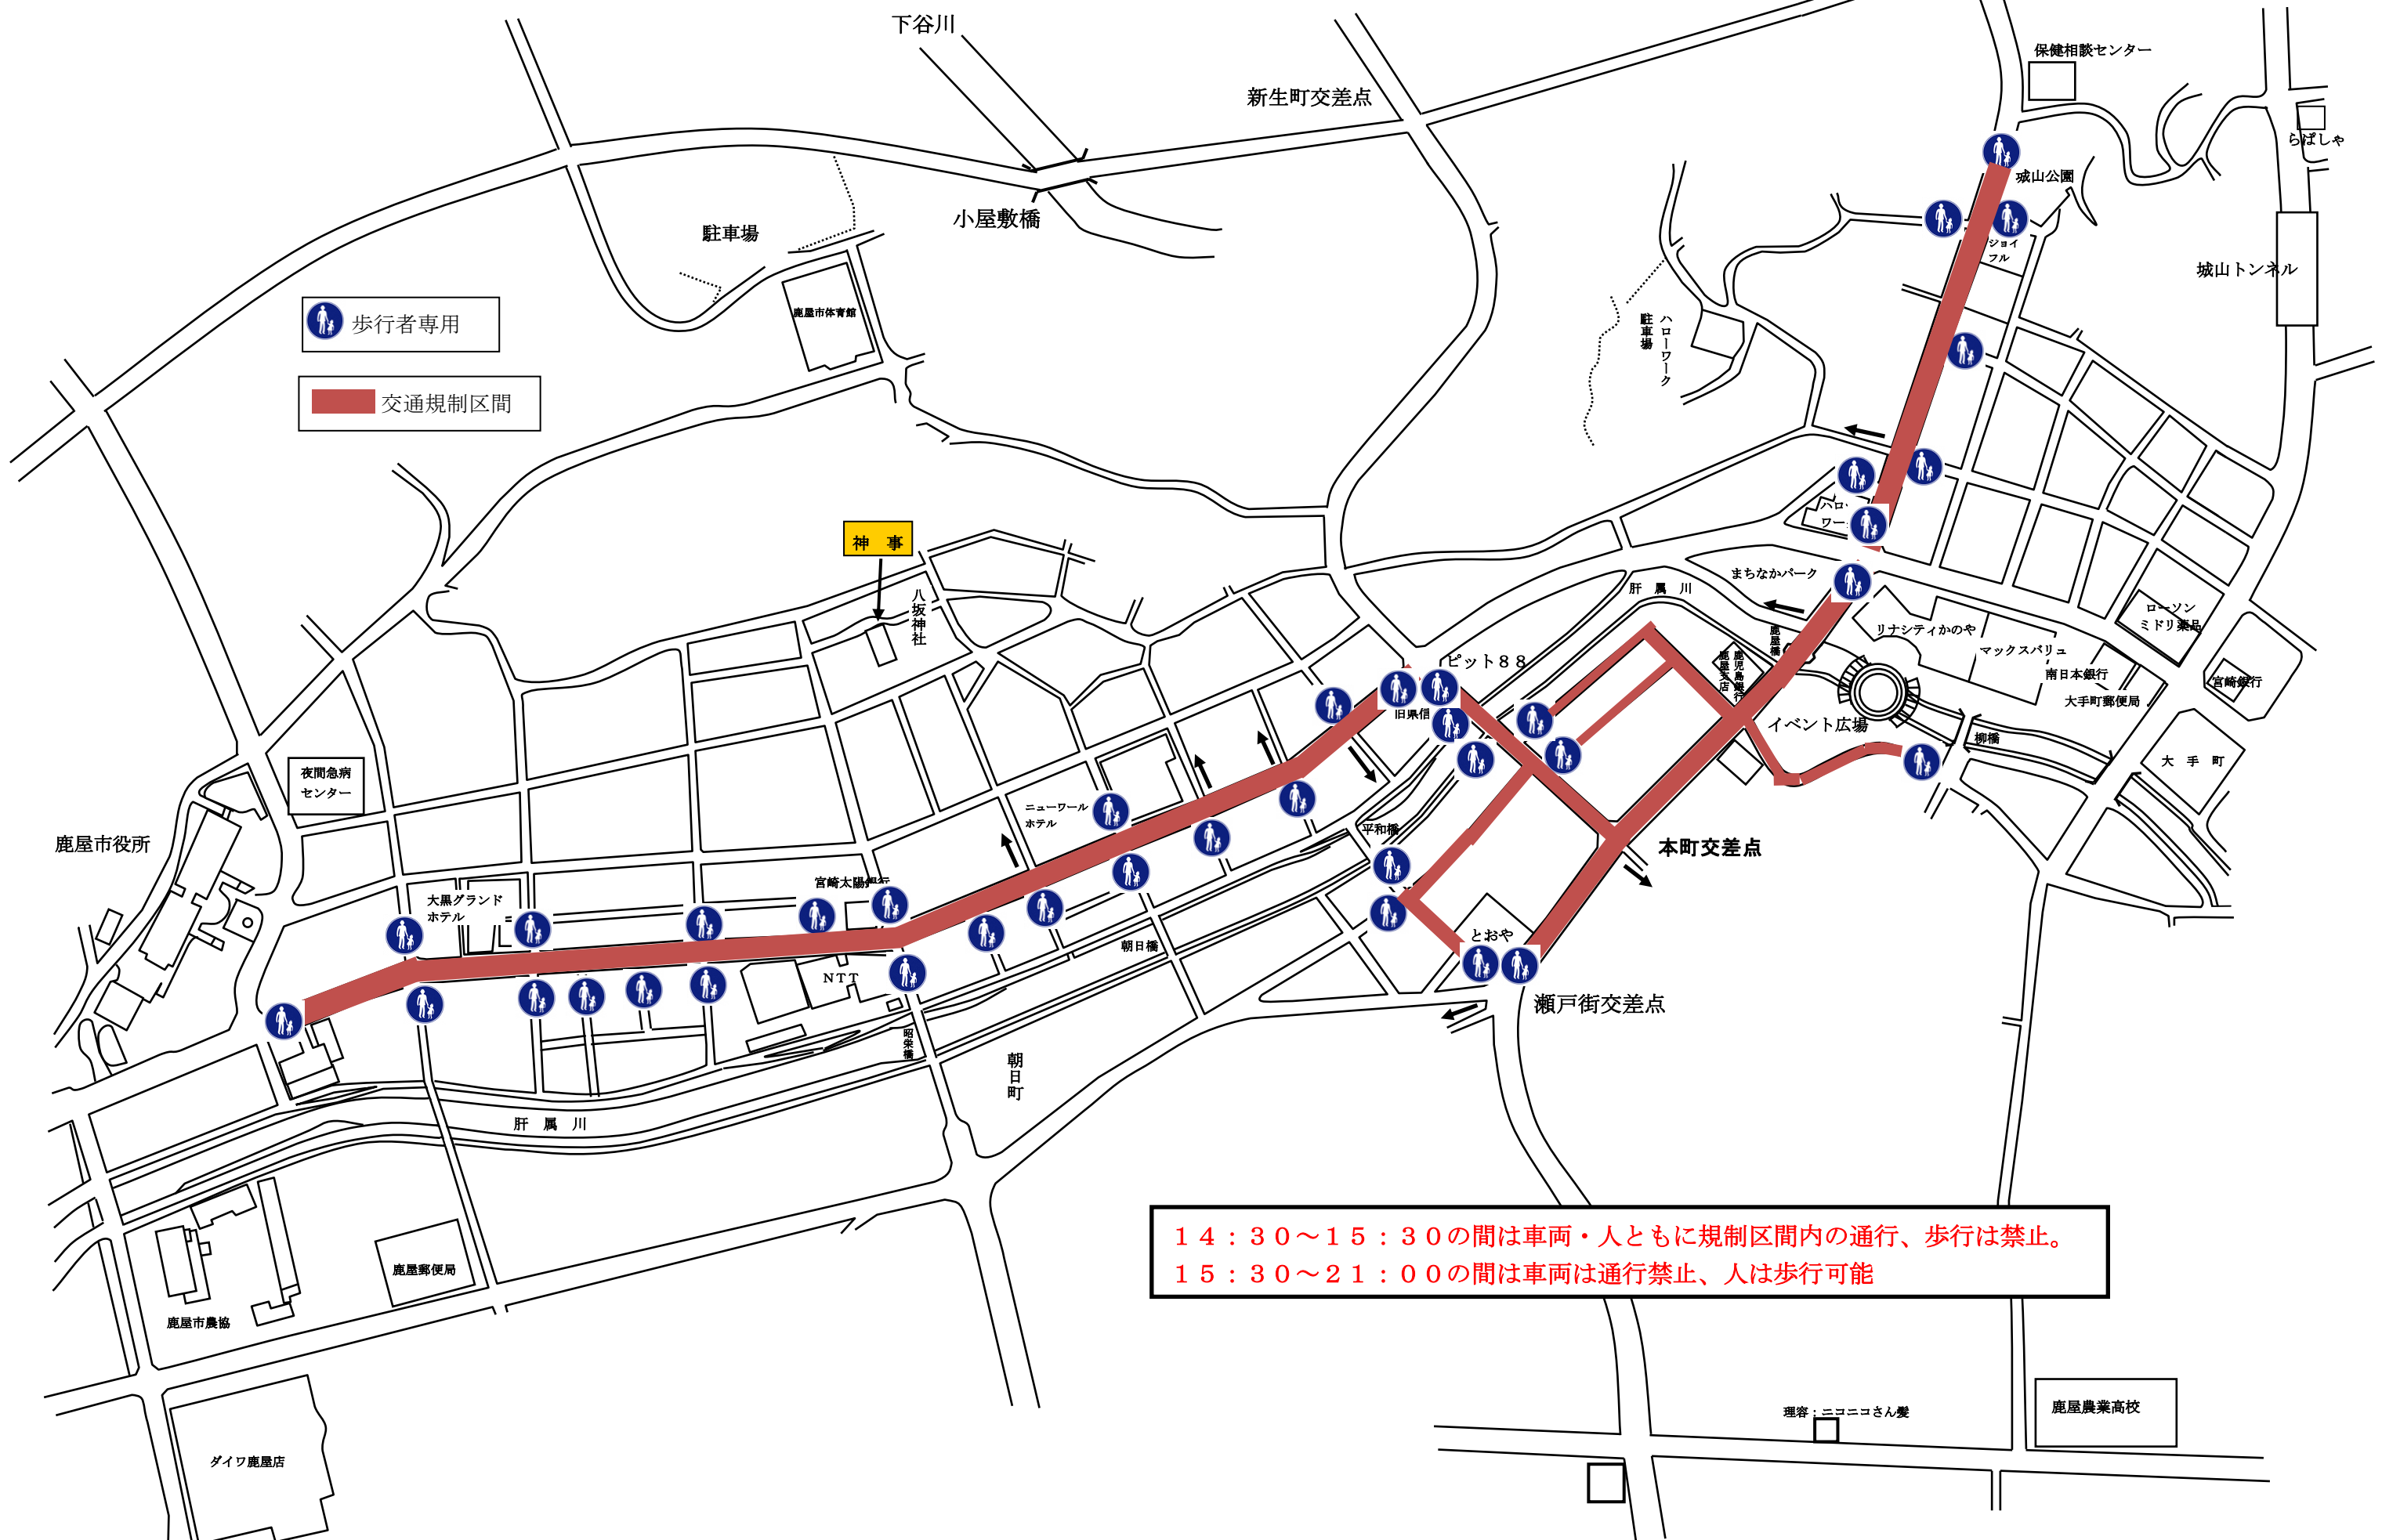 下谷川
保健相談センター
新生町交差点
らぱしゃ
城山公園
小屋敷橋
駐車場
ジョイ
フル
城山トンネル
鹿屋市体育館
歩行者専用
駐車場
ハローワーク
交通規制区間
神　事
八坂神社
まちなかパーク
肝　属　川
ローソン
ミドリ薬品
リナシティかのや
鹿屋橋
マックスバリュ
ピット８８
鹿児島銀行
鹿屋支店
南日本銀行
宮崎銀行
大手町郵便局
イベント広場
柳橋
大　手　町
夜間急病
センター
ニューワール
ホテル
平和橋
鹿屋市役所
本町交差点
大黒グランド
ホテル
とおや
朝日橋
ＮＴＴ
瀬戸街交差点
昭栄橋
朝日町
肝　属　川
１４：３０～１５：３０の間は車両・人ともに規制区間内の通行、歩行は禁止。
１５：３０～２１：００の間は車両は通行禁止、人は歩行可能
鹿屋郵便局
鹿屋市農協
理容：ニコニコさん髪
鹿屋農業高校
ダイワ鹿屋店